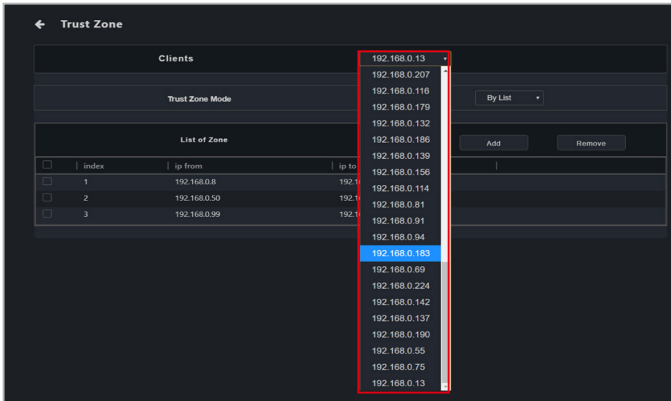 Trust Zone
Clients
192.168.0.13
192.168.0.207
192.168.0.116
192.168.0.179
192.168.0.132
192.168.0.186
192.168.0.139
192.168.0.156
192.168.0.114
192.168.0.81
192.168.0.91
192.168.0.94
192.168.0.183
192.168.0.69
192.168.0.224
192.168.0.142
192.168.0.137
192.168.0.190
192.168.0.55
192.168.0.75
192.168.0.13
Trust Zone Mode
By List
List of Zone
Add Remove
index ip from ip to
1 192.168.0.8 192.1
2 192.168.0.50 192.1
3 192.168.0.99 192.1